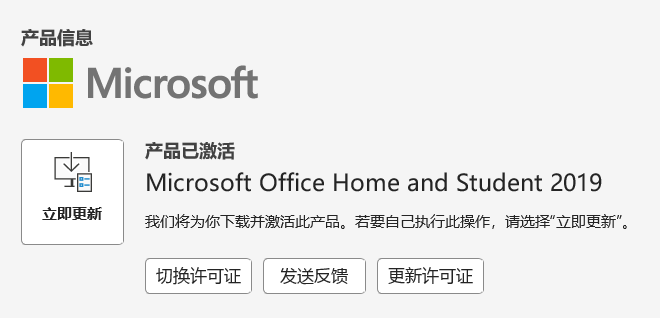 产品信息
Microsoft
产品已激活
Microsoft Office Home and Student 2019
立即更新
我们将为你下载并激活此产品。若要自己执行此操作，请选择“立即更新”。
切换许可证
发送反馈
更新许可证